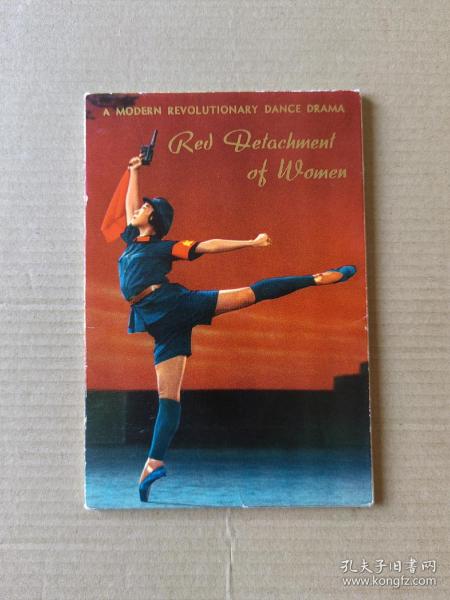 A MODERN REVOLUTIONARY DANCE DRAMA
Red Detachment
of Women
孔夫子旧书网
www.kongfz.com